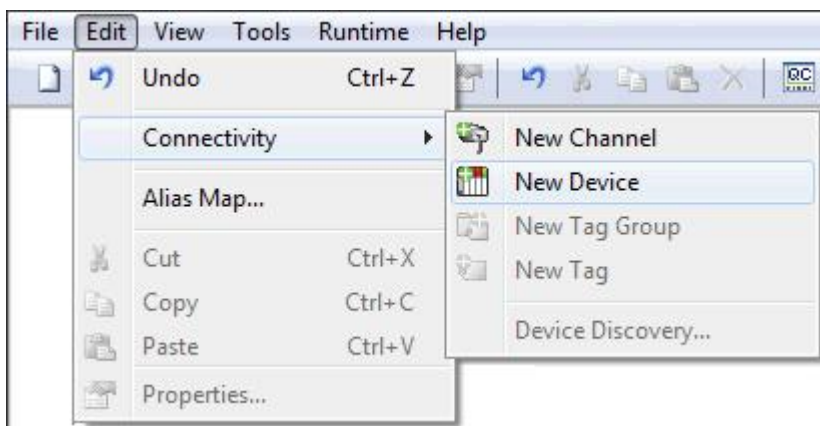 File Edit View Tools Runtime Help
QC
Undo Ctrl+Z
Connectivity
Alias Map...
Cut Ctrl+X
Copy Ctrl+C
Paste Ctrl+V
Properties...
New Channel
New Device
New Tag Group
New Tag
Device Discovery...